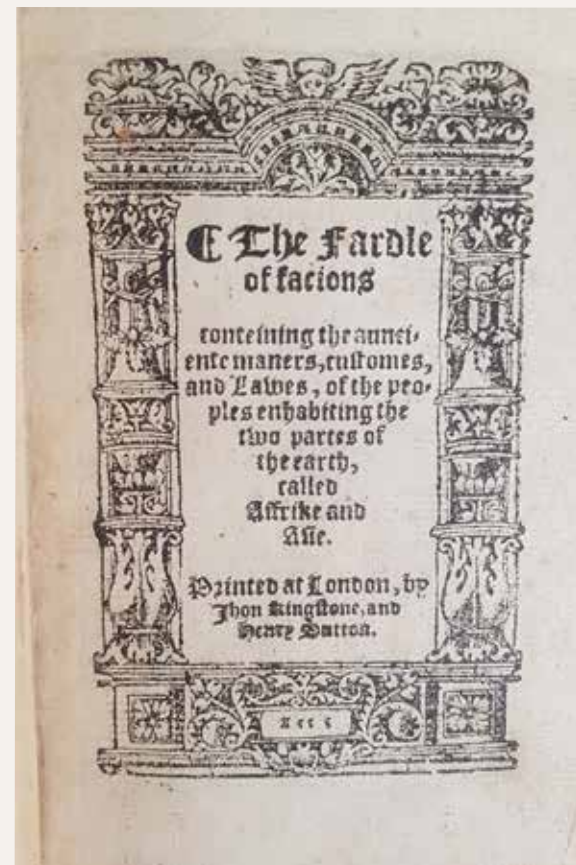 ¶ The Fardle
of facions
conteining the aunci-
ente maners, customes,
and Lawes, of the peo-
ples enhabiting the
two partes of
the earth,
called
Affrike and
Asie.
Printed at London, by
Jhon Kingstone, and
Henry Sutton.